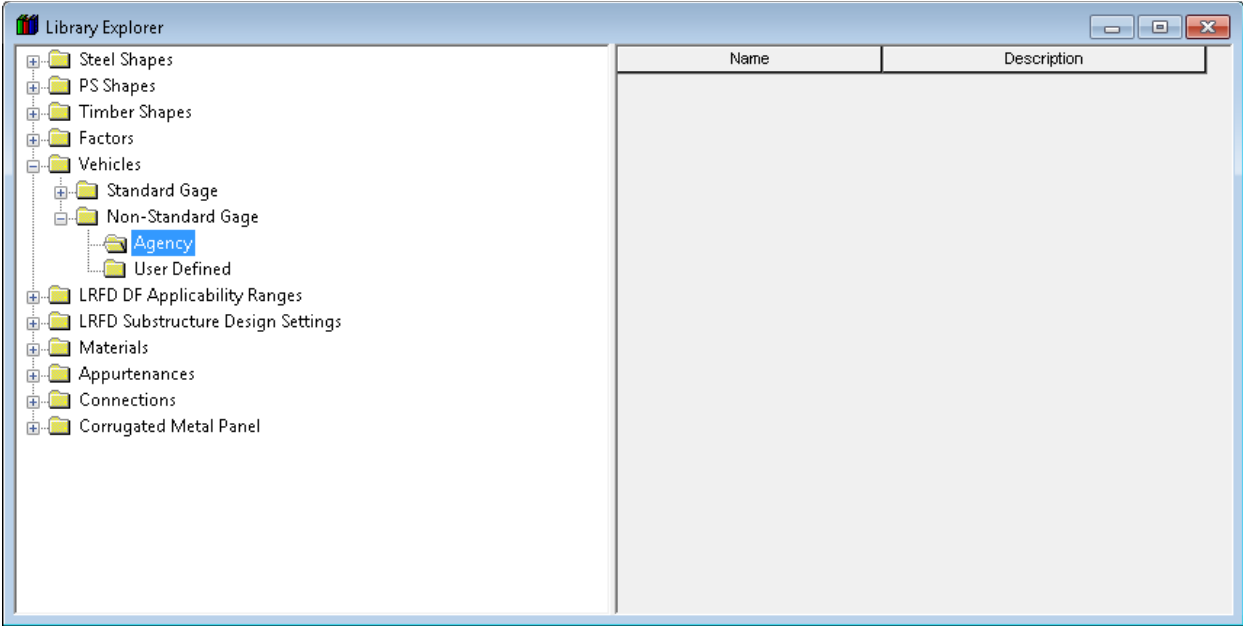 Library Explorer
Steel Shapes
PS Shapes
Timber Shapes
Factors
Vehicles
Standard Gage
Non-Standard Gage
Agency
User Defined
LRFD DF Applicability Ranges
LRFD Substructure Design Settings
Materials
Appurtenances
Connections
Corrugated Metal Panel
Name Description